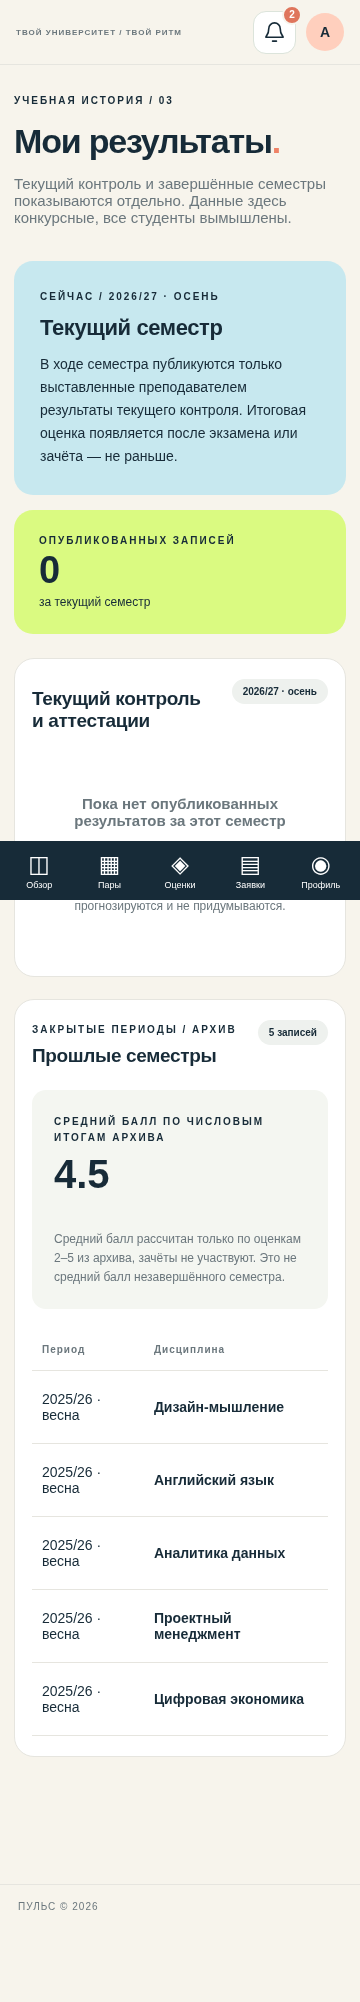 ТВОЙ УНИВЕРСИТЕТ / ТВОЙ РИТМ
2
А
УЧЕБНАЯ ИСТОРИЯ / 03
Мои результаты.
Текущий контроль и завершённые семестры
показываются отдельно. Данные здесь
конкурсные, все студенты вымышлены.
СЕЙЧАС / 2026/27 · ОСЕНЬ
Текущий семестр
В ходе семестра публикуются только
выставленные преподавателем
результаты текущего контроля. Итоговая
оценка появляется после экзамена или
зачёта — не раньше.
ОПУБЛИКОВАННЫХ ЗАПИСЕЙ
0
за текущий семестр
Текущий контроль
и аттестации
2026/27 · осень
Пока нет опубликованных
результатов за этот семестр
Обзор Пары Оценки Заявки Профиль
прогнозируются и не придумываются.
ЗАКРЫТЫЕ ПЕРИОДЫ / АРХИВ
5 записей
Прошлые семестры
СРЕДНИЙ БАЛЛ ПО ЧИСЛОВЫМ
ИТОГАМ АРХИВА
4.5
Средний балл рассчитан только по оценкам
2–5 из архива, зачёты не участвуют. Это не
средний балл незавершённого семестра.
Период Дисциплина
2025/26 ·
весна
Дизайн-мышление
2025/26 ·
весна
Английский язык
2025/26 ·
весна
Аналитика данных
2025/26 ·
весна
Проектный
менеджмент
2025/26 ·
весна
Цифровая экономика
ПУЛЬС © 2026